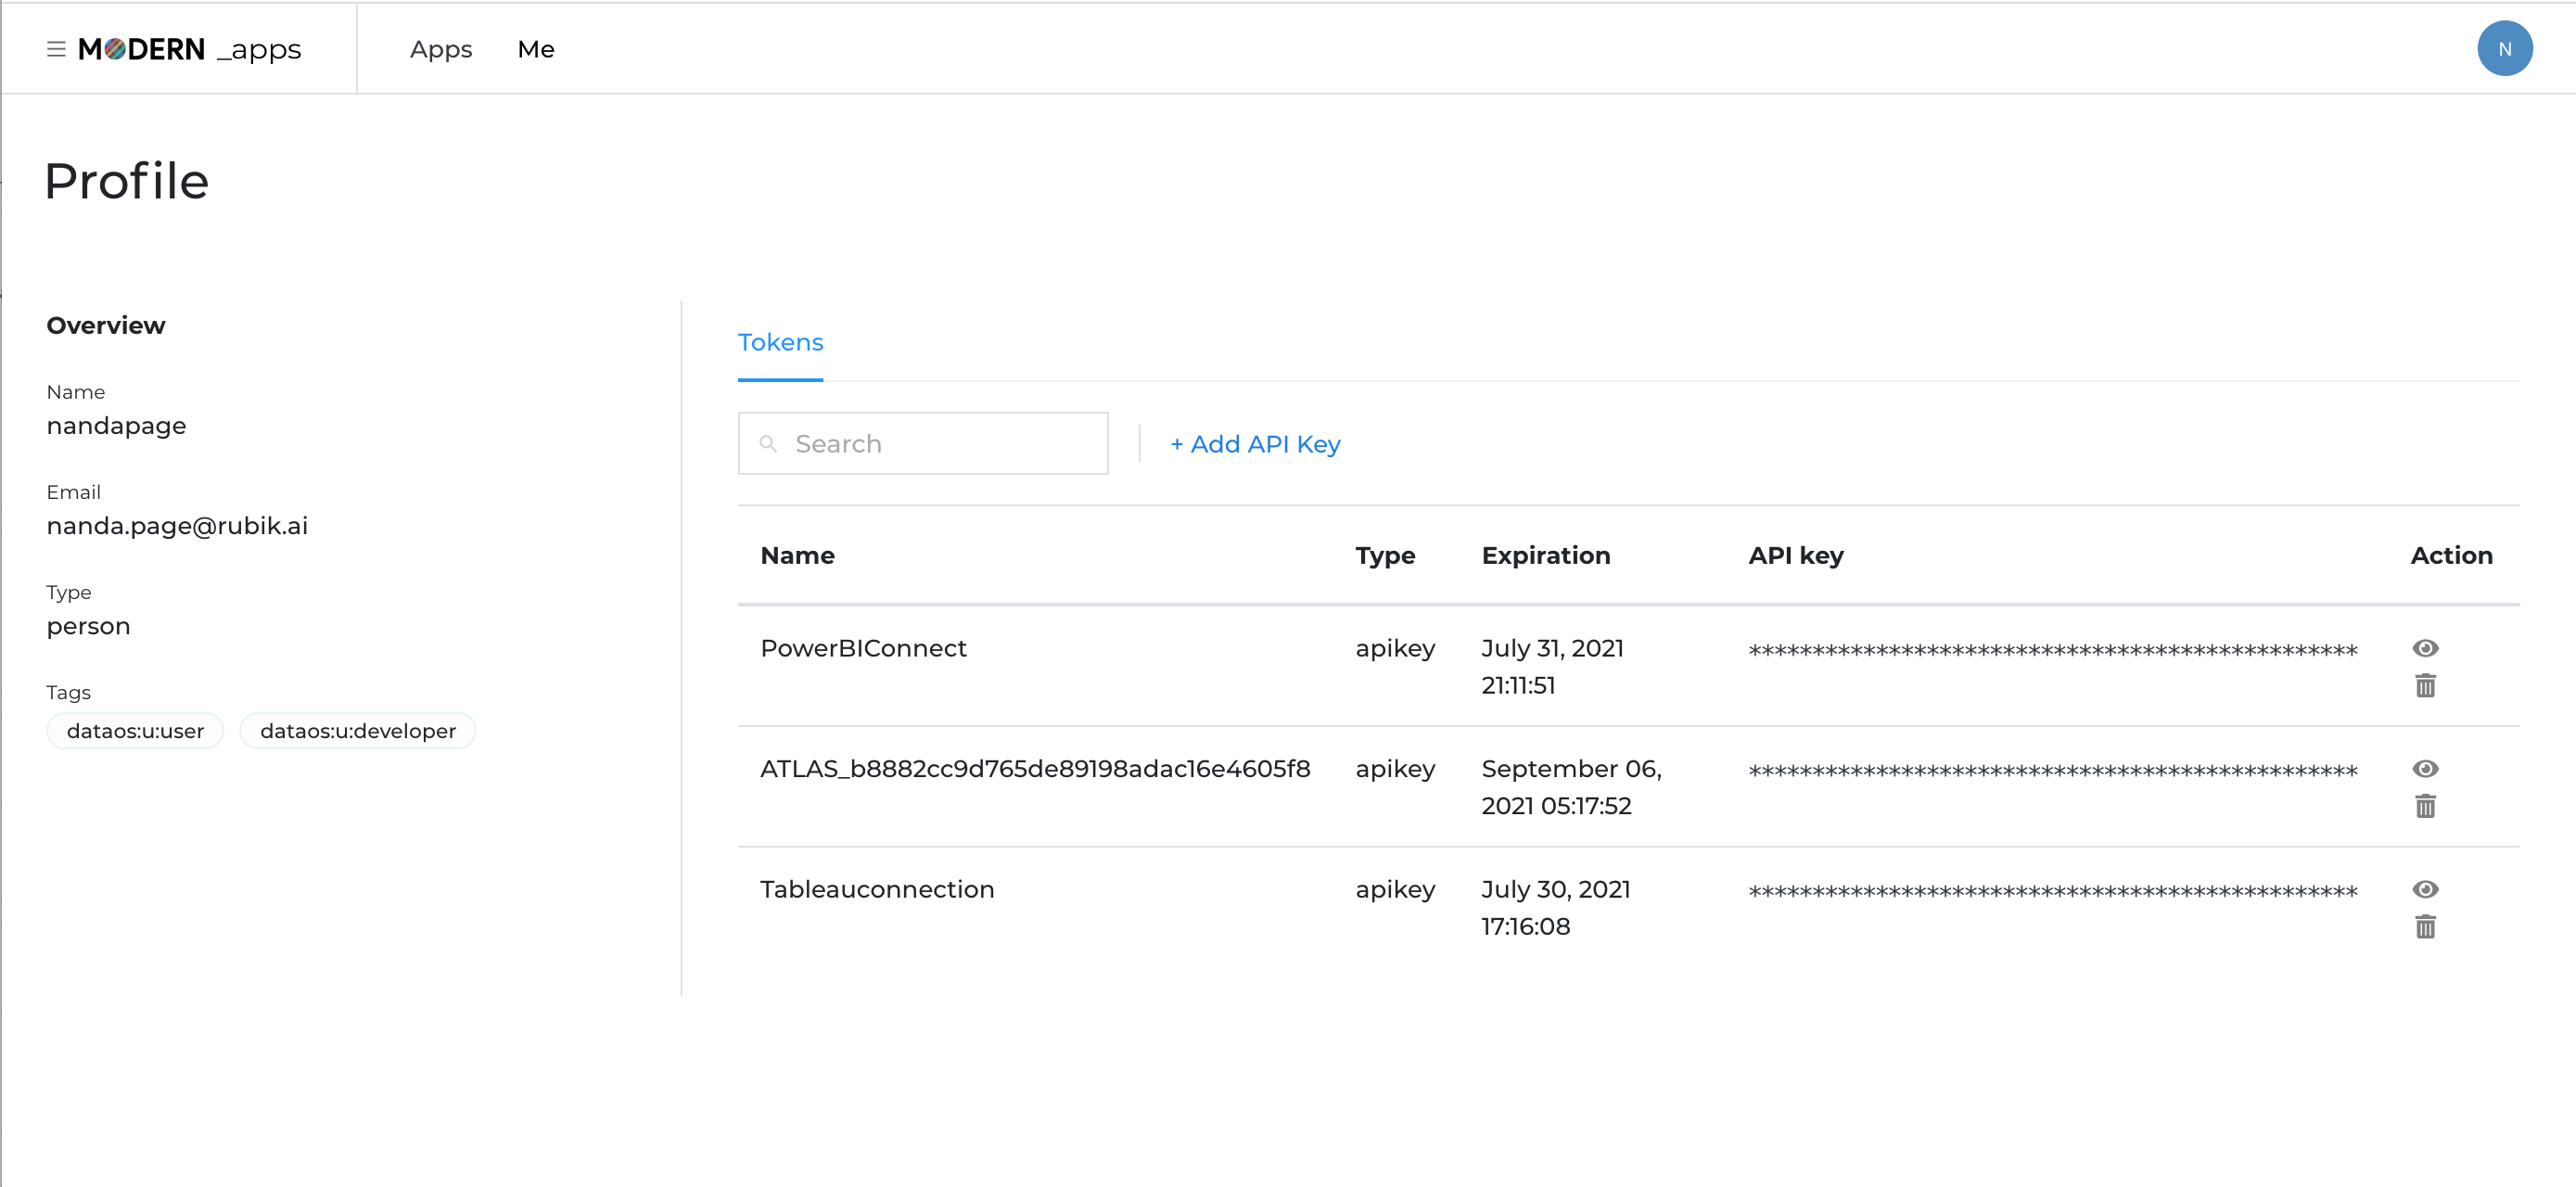 MODERN _apps
Apps
Me
N
Profile
Overview
Name
nandapage
Email
nanda.page@rubik.ai
Type
person
Tags
dataos:u:user
dataos:u:developer
Tokens
Search
+ Add API Key
Name Type Expiration API key Action
PowerBIConnect apikey July 31, 2021 ************************************************
21:11:51
ATLAS_b8882cc9d765de89198adac16e4605f8 apikey September 06, ************************************************
2021 05:17:52
Tableauconnection apikey July 30, 2021 ************************************************
17:16:08